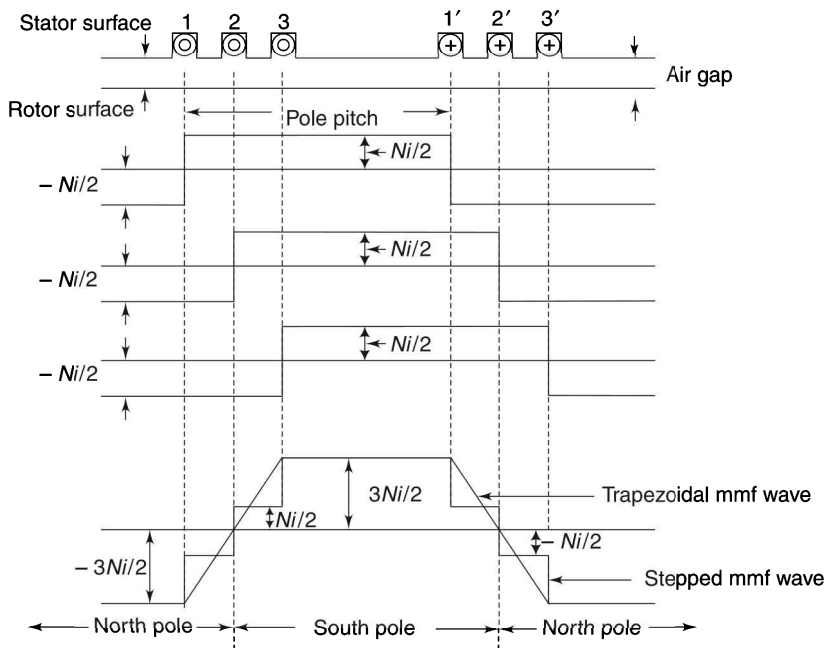 Stator surface
1 2 3 1′ 2′ 3′
Air gap
Rotor surface
Pole pitch
Ni/2
– Ni/2
Ni/2
– Ni/2
Ni/2
– Ni/2
3Ni/2
Trapezoidal mmf wave
Ni/2
– Ni/2
– 3Ni/2
Stepped mmf wave
North pole South pole North pole